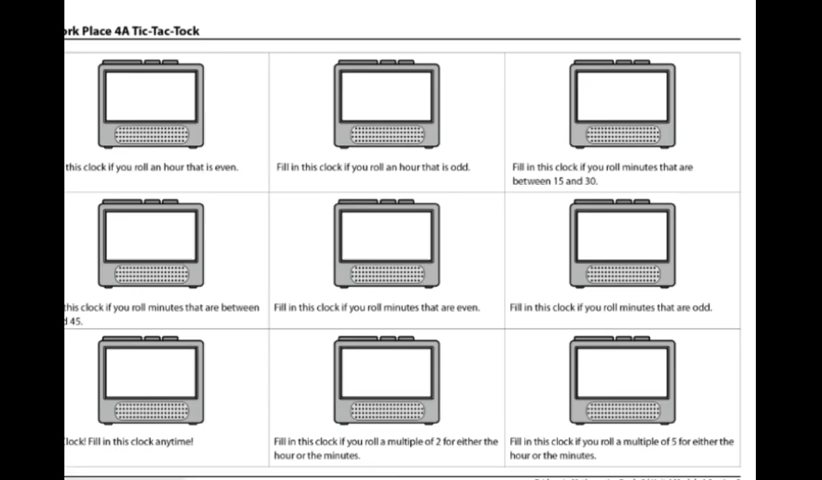 ork Place 4A Tic-Tac-Tock
this clock if you roll an hour that is even.
Fill in this clock if you roll an hour that is odd.
Fill in this clock if you roll minutes that are
between 15 and 30.
this clock if you roll minutes that are between
45.
Fill in this clock if you roll minutes that are even.
Fill in this clock if you roll minutes that are odd.
lock! Fill in this clock anytime!
Fill in this clock if you roll a multiple of 2 for either the
hour or the minutes.
Fill in this clock if you roll a multiple of 5 for either the
hour or the minutes.